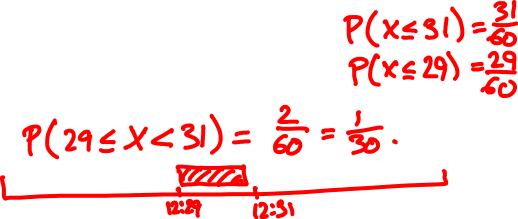 P(X≤31)=31/60
P(X≤29)=29/60
P(29≤X<31)=2/60=1/30.
12:29 12:31